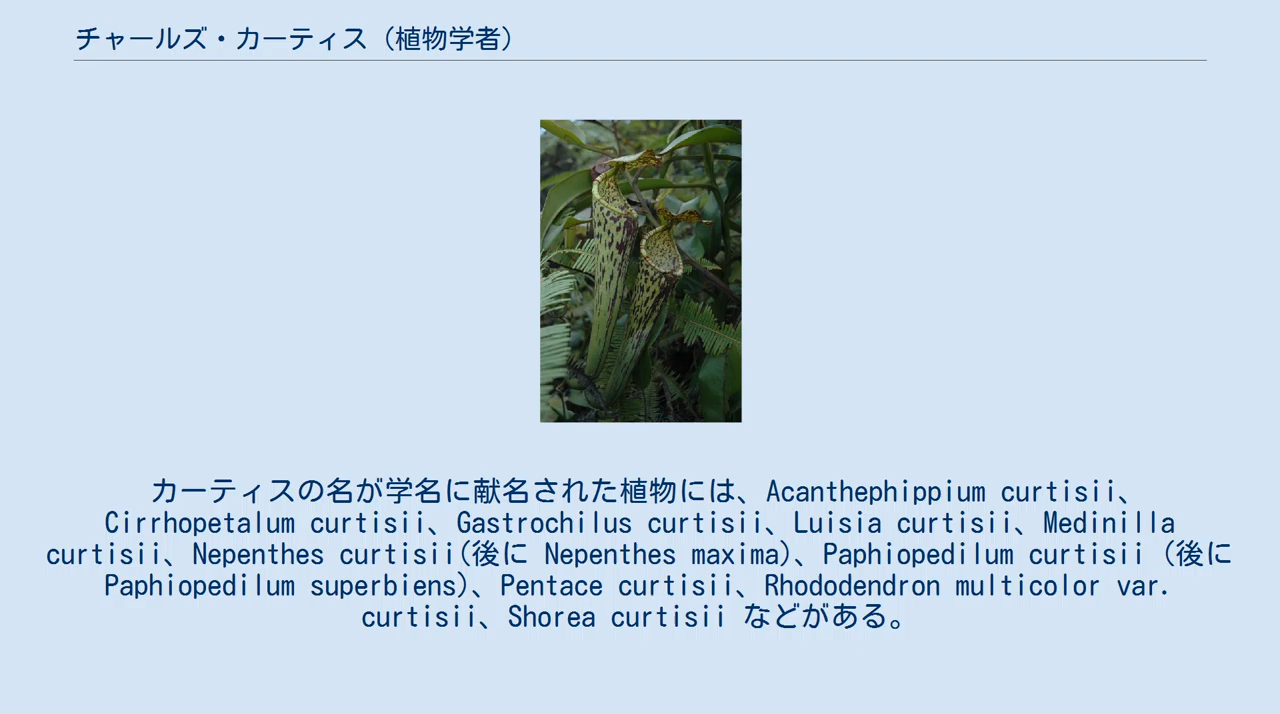 チャールズ・カーティス（植物学者）
カーティスの名が学名に献名された植物には、Acanthephippium curtisii、
Cirrhopetalum curtisii、Gastrochilus curtisii、Luisia curtisii、Medinilla
curtisii、Nepenthes curtisii(後に Nepenthes maxima)、Paphiopedilum curtisii (後に
Paphiopedilum superbiens)、Pentace curtisii、Rhododendron multicolor var.
curtisii、Shorea curtisii などがある。